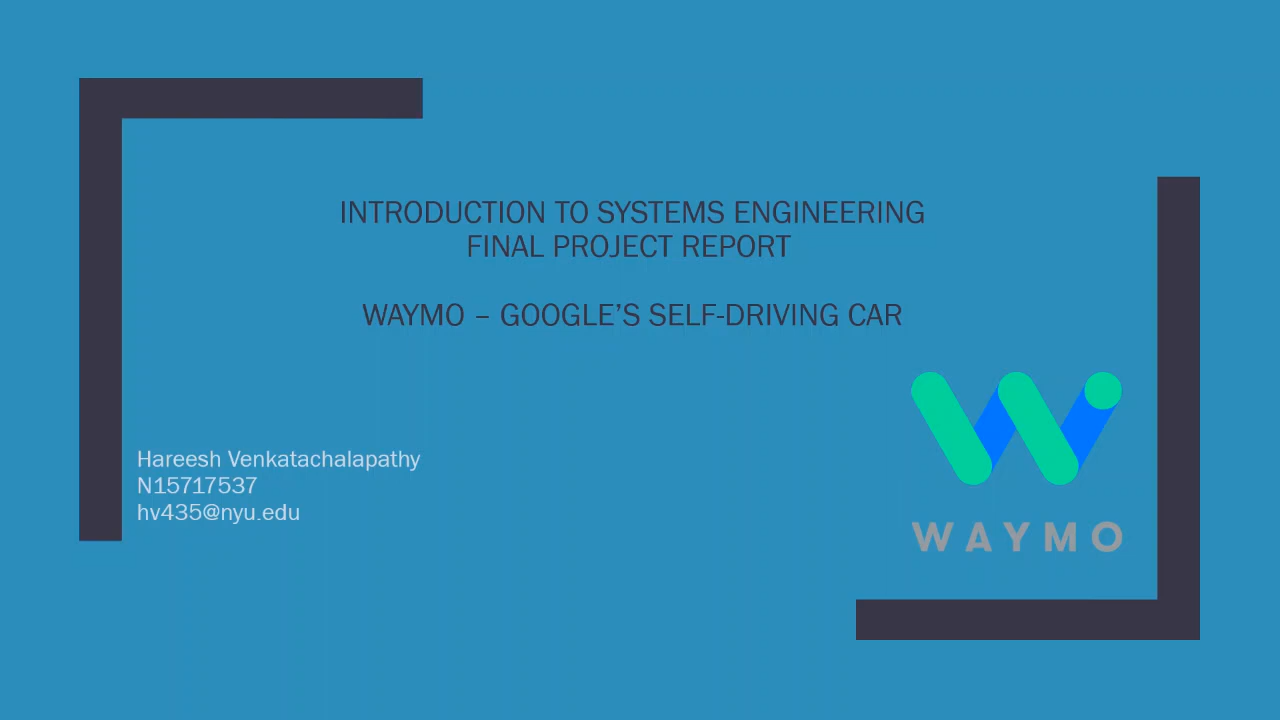 INTRODUCTION TO SYSTEMS ENGINEERING
FINAL PROJECT REPORT
WAYMO – GOOGLE'S SELF-DRIVING CAR
Hareesh Venkatachalapathy
N15717537
hv435@nyu.edu
WAYMO